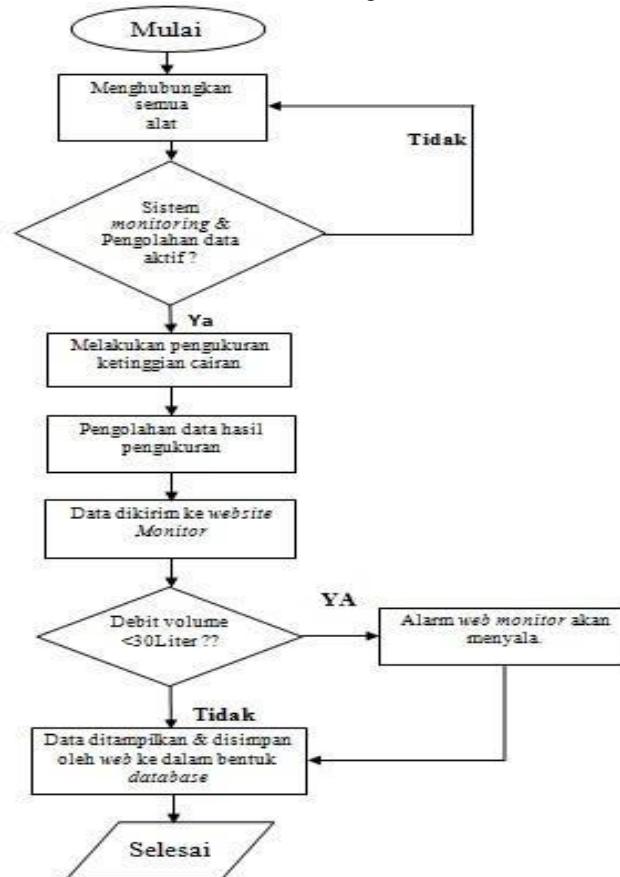 Mulai
Menghubungkan
semua
alat
Tidak
Sistem
monitoring &
Pengolahan data
aktif ?
Ya
Melakukan pengukuran
ketinggian cairan
Pengolahan data hasil
pengukuran
Data dikirim ke website
Monitor
Debit volume
<30Liter ??
YA
Alarm web monitor akan
menyala.
Tidak
Data ditampilkan & disimpan
oleh web ke dalam bentuk
database
Selesai